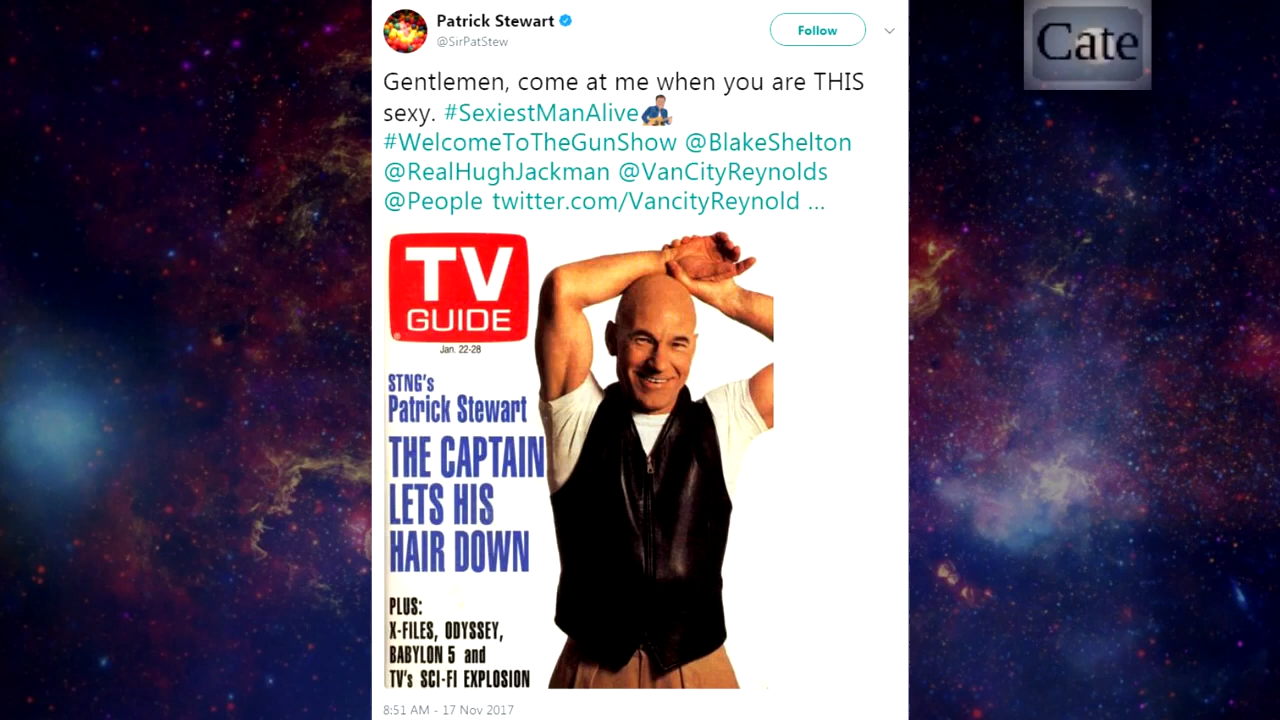 Patrick Stewart
@SirPatStew
Follow
Cate
Gentlemen, come at me when you are THIS
sexy. #SexiestManAlive
#WelcomeToTheGunShow @BlakeShelton
@RealHughJackman @VanCityReynolds
@People twitter.com/VancityReynold ...
TV
GUIDE
Jan. 22-28
STNG's
Patrick Stewart
THE CAPTAIN
LETS HIS
HAIR DOWN
PLUS:
X-FILES, ODYSSEY,
BABYLON 5 and
TV's SCI-FI EXPLOSION
8:51 AM - 17 Nov 2017